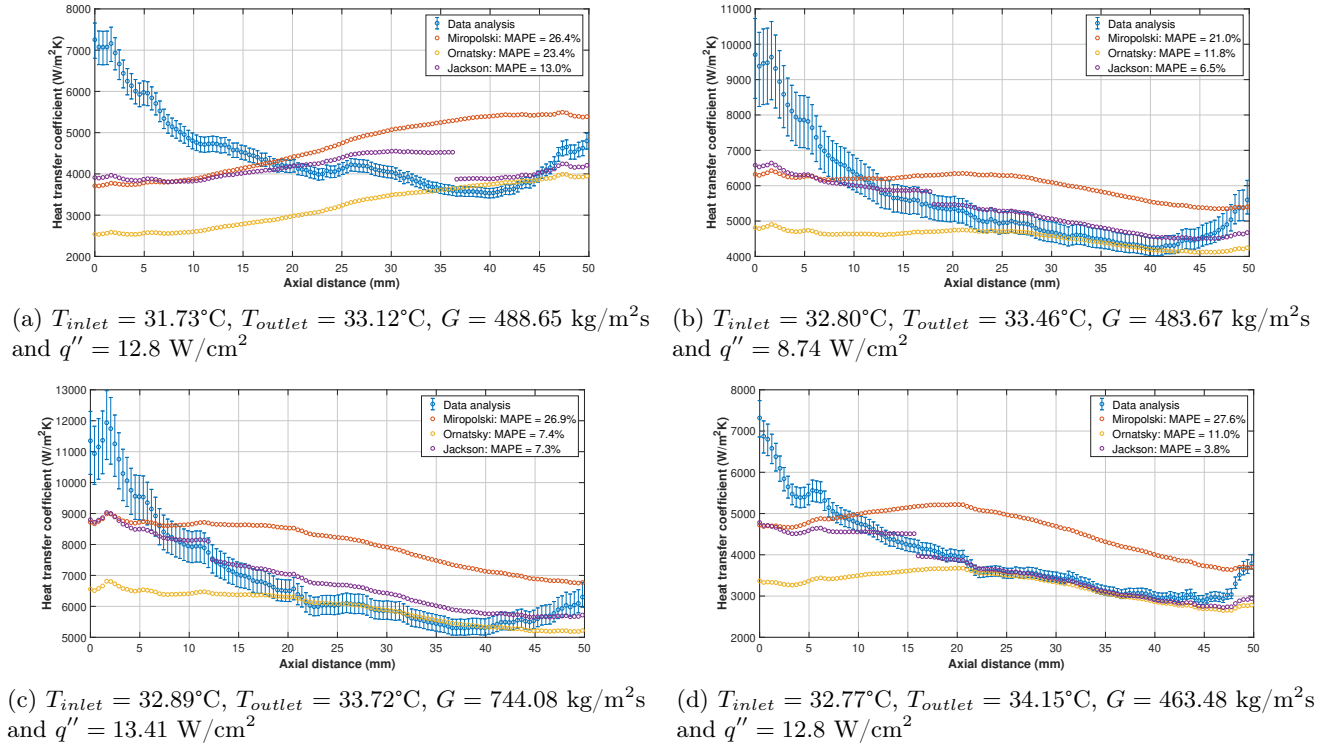 Heat transfer coefficient (W/m²K)
8000
7000
6000
5000
4000
3000
2000
0 5 10 15 20 25 30 35 40 45 50
Axial distance (mm)
Data analysis
Miropolski: MAPE = 26.4%
Ornatsky: MAPE = 23.4%
Jackson: MAPE = 13.0%
(a) T_inlet = 31.73°C, T_outlet = 33.12°C, G = 488.65 kg/m²s
and q″ = 12.8 W/cm²
Heat transfer coefficient (W/m²K)
11000
10000
9000
8000
7000
6000
5000
4000
0 5 10 15 20 25 30 35 40 45 50
Axial distance (mm)
Data analysis
Miropolski: MAPE = 21.0%
Ornatsky: MAPE = 11.8%
Jackson: MAPE = 6.5%
(b) T_inlet = 32.80°C, T_outlet = 33.46°C, G = 483.67 kg/m²s
and q″ = 8.74 W/cm²
Heat transfer coefficient (W/m²K)
13000
12000
11000
10000
9000
8000
7000
6000
5000
0 5 10 15 20 25 30 35 40 45 50
Axial distance (mm)
Data analysis
Miropolski: MAPE = 26.9%
Ornatsky: MAPE = 7.4%
Jackson: MAPE = 7.3%
(c) T_inlet = 32.89°C, T_outlet = 33.72°C, G = 744.08 kg/m²s
and q″ = 13.41 W/cm²
Heat transfer coefficient (W/m²K)
8000
7000
6000
5000
4000
3000
2000
0 5 10 15 20 25 30 35 40 45 50
Axial distance (mm)
Data analysis
Miropolski: MAPE = 27.6%
Ornatsky: MAPE = 11.0%
Jackson: MAPE = 3.8%
(d) T_inlet = 32.77°C, T_outlet = 34.15°C, G = 463.48 kg/m²s
and q″ = 12.8 W/cm²